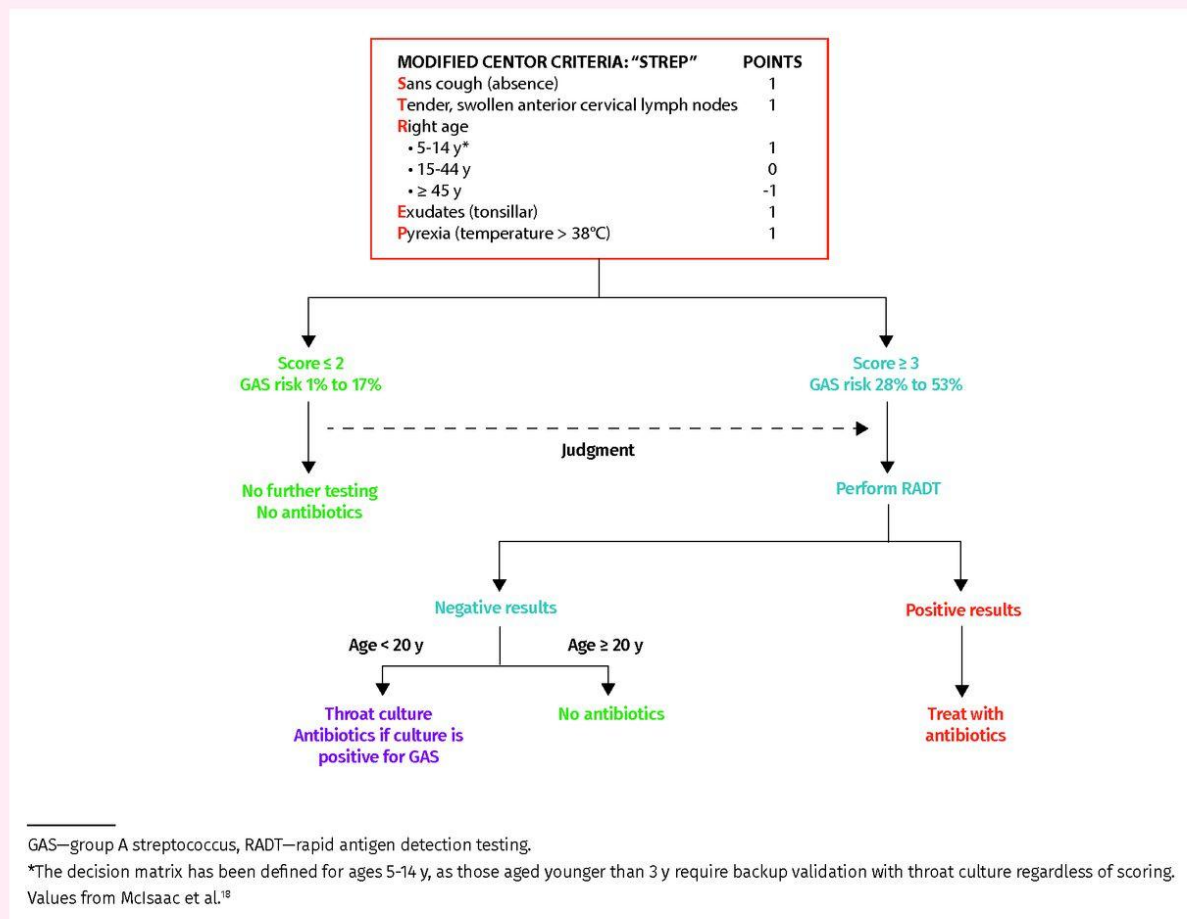 MODIFIED CENTOR CRITERIA: “STREP” POINTS
Sans cough (absence) 1
Tender, swollen anterior cervical lymph nodes 1
Right age
• 5-14 y* 1
• 15-44 y 0
• ≥ 45 y -1
Exudates (tonsillar) 1
Pyrexia (temperature > 38°C) 1
Score ≤ 2
GAS risk 1% to 17%
Score ≥ 3
GAS risk 28% to 53%
Judgment
No further testing
No antibiotics
Perform RADT
Negative results
Positive results
Age < 20 y
Age ≥ 20 y
Throat culture
Antibiotics if culture is
positive for GAS
No antibiotics
Treat with
antibiotics
GAS—group A streptococcus, RADT—rapid antigen detection testing.
*The decision matrix has been defined for ages 5-14 y, as those aged younger than 3 y require backup validation with throat culture regardless of scoring.
Values from McIsaac et al.¹⁸